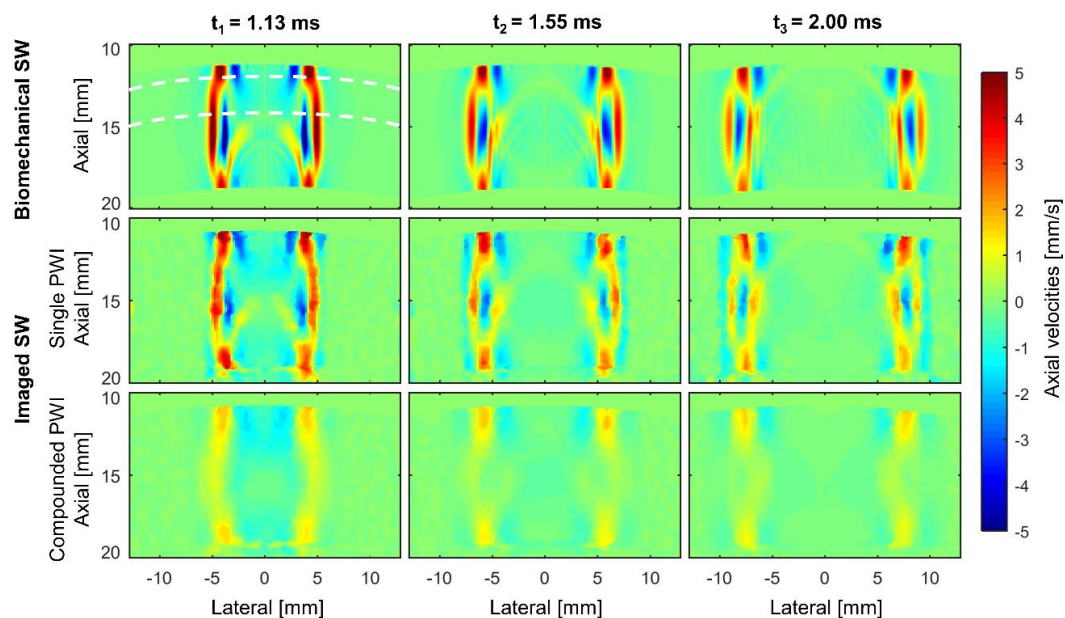 t1 = 1.13 ms
t2 = 1.55 ms
t3 = 2.00 ms
Biomechanical SW
Axial [mm]
10
15
20
Imaged SW
Single PWI
Axial [mm]
10
15
20
Compounded PWI
Axial [mm]
10
15
20
-10 -5 0 5 10
-10 -5 0 5 10
-10 -5 0 5 10
Lateral [mm]
Lateral [mm]
Lateral [mm]
5
4
3
2
1
0
-1
-2
-3
-4
-5
Axial velocities [mm/s]